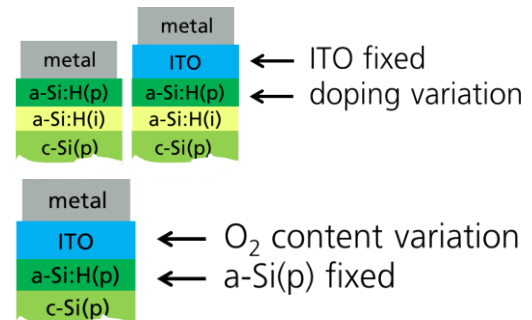 metal
ITO
a-Si:H(p)
a-Si:H(i)
c-Si(p)
metal
a-Si:H(p)
a-Si:H(i)
c-Si(p)
← ITO fixed
← doping variation
metal
ITO
a-Si:H(p)
c-Si(p)
← O₂ content variation
← a-Si(p) fixed